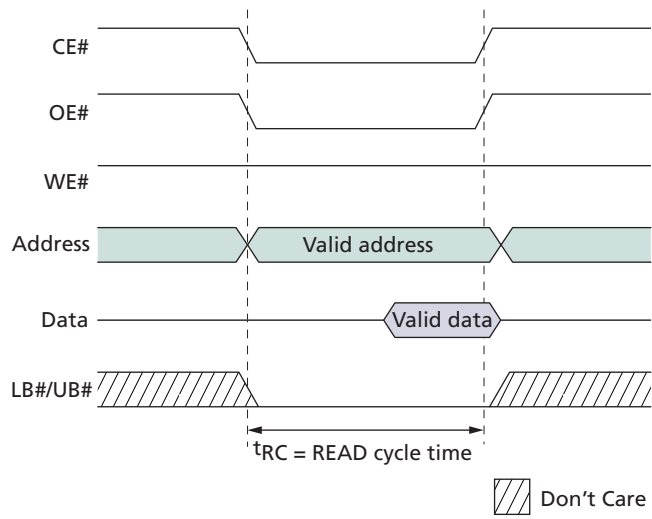 CE#
OE#
WE#
Address
Valid address
Data
Valid data
LB#/UB#
tRC = READ cycle time
Don't Care